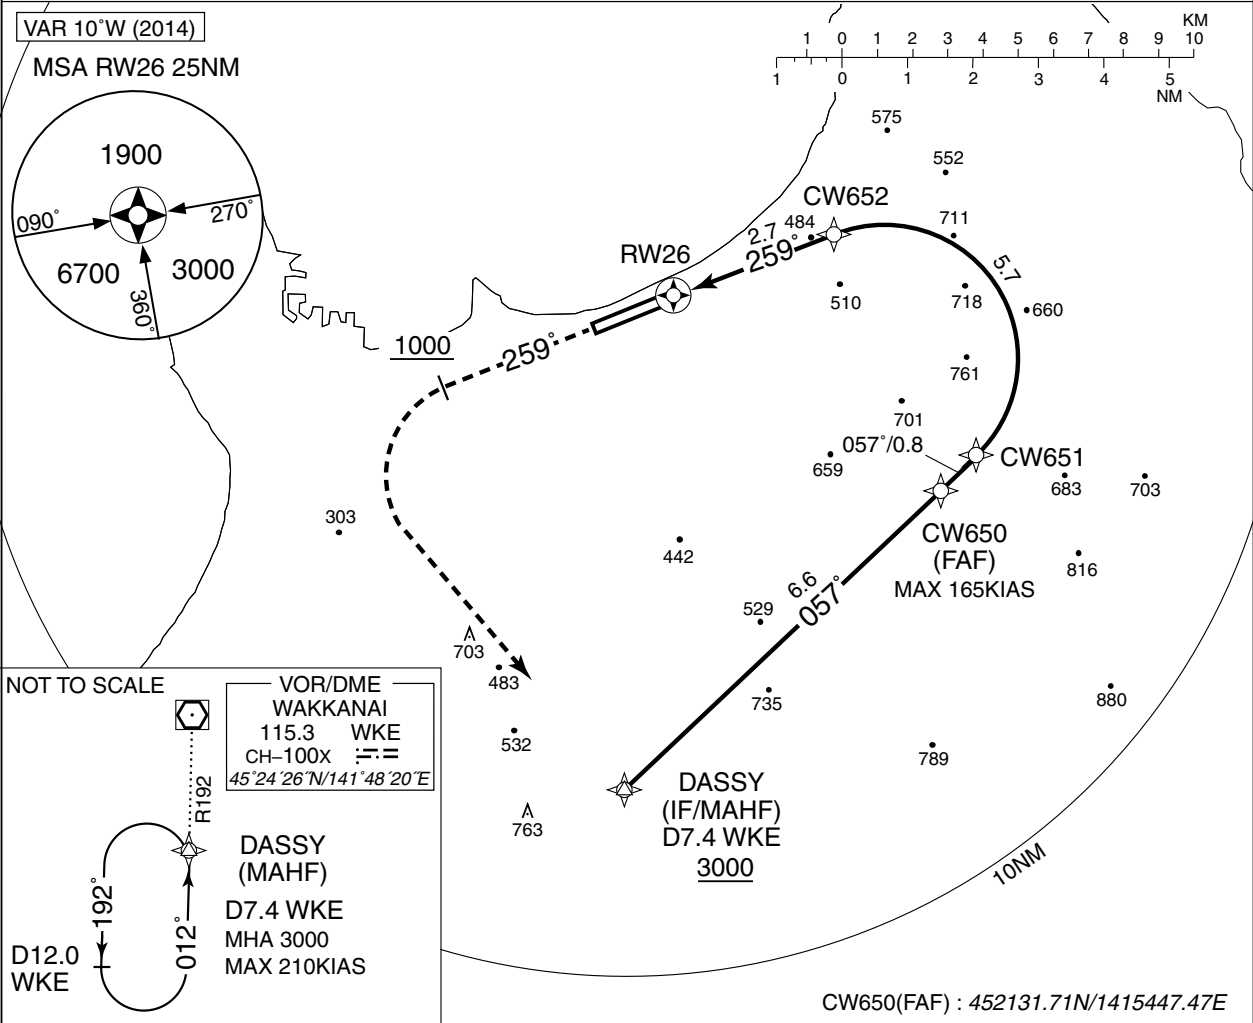 VAR 10°W (2014)
MSA RW26 25NM
1900
090°
270°
6700
3000
360°
KM
1 0 1 2 3 4 5 6 7 8 9 10
1 0 1 2 3 4 5
NM
575
552
CW652
484
711
2.7
259°
5.7
RW26
510
718
660
1000
259°
761
701
057°/0.8
659
CW651
683
703
303
442
CW650
(FAF)
MAX 165KIAS
816
529
6.6
057°
703
483
735
880
532
789
763
DASSY
(IF/MAHF)
D7.4 WKE
3000
10NM
NOT TO SCALE
VOR/DME
WAKKANAI
115.3 WKE
CH–100X
45°24′26″N/141°48′20″E
R192
DASSY
(MAHF)
192°
012°
D7.4 WKE
MHA 3000
MAX 210KIAS
D12.0
WKE
CW650(FAF) : 452131.71N/1415447.47E